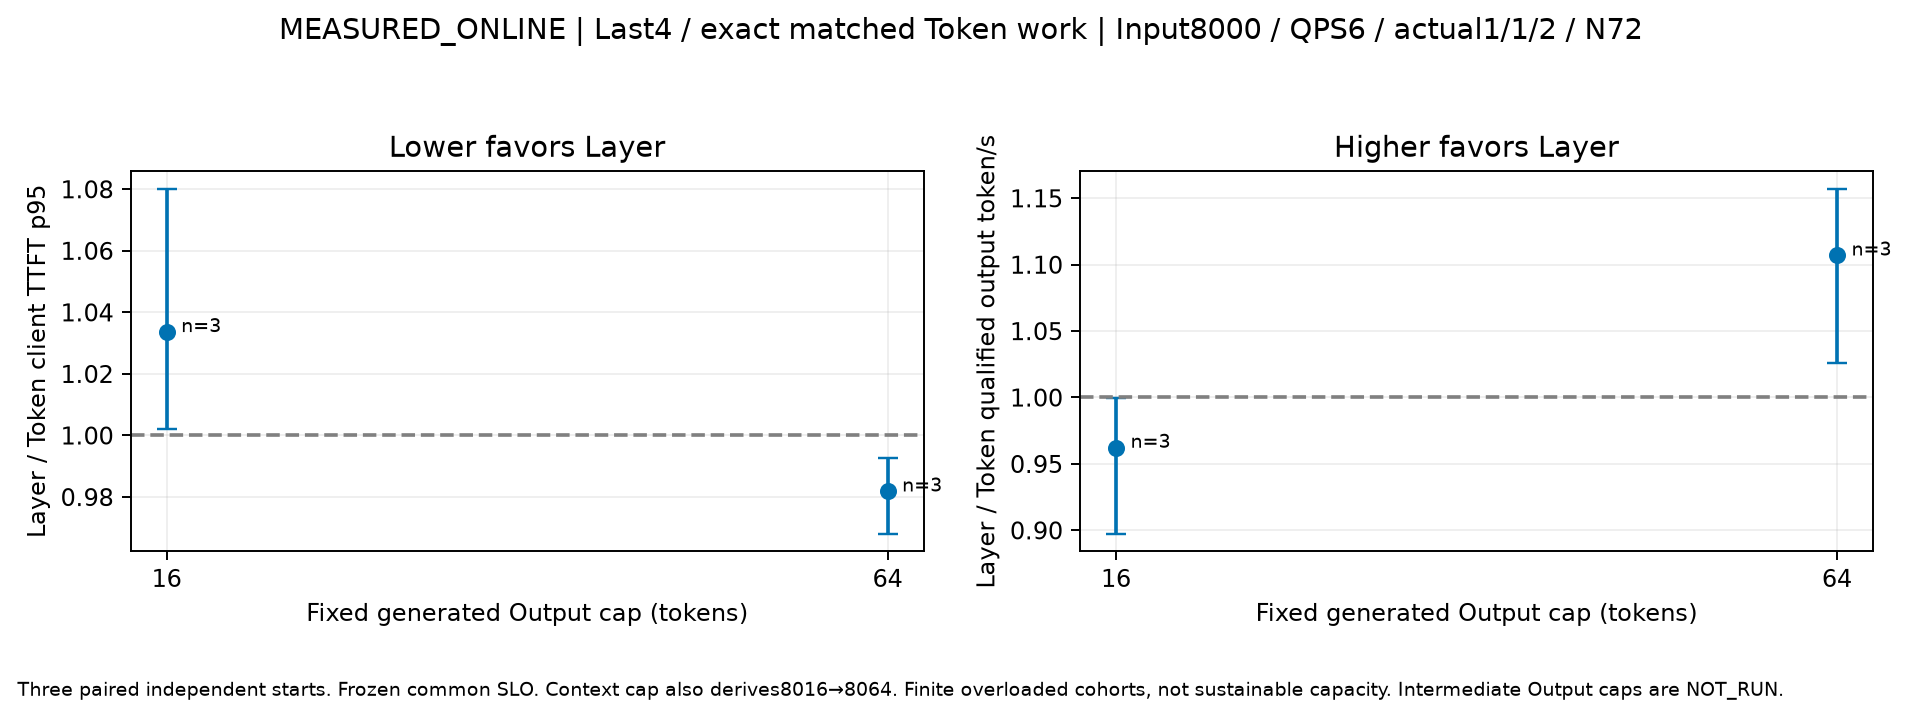 MEASURED_ONLINE | Last4 / exact matched Token work | Input8000 / QPS6 / actual1/1/2 / N72
Lower favors Layer
Layer / Token client TTFT p95
1.08
1.06
1.04
1.02
1.00
0.98
n=3
n=3
16
64
Fixed generated Output cap (tokens)
Higher favors Layer
Layer / Token qualified output token/s
1.15
1.10
1.05
1.00
0.95
0.90
n=3
n=3
16
64
Fixed generated Output cap (tokens)
Three paired independent starts. Frozen common SLO. Context cap also derives8016→8064. Finite overloaded cohorts, not sustainable capacity. Intermediate Output caps are NOT_RUN.